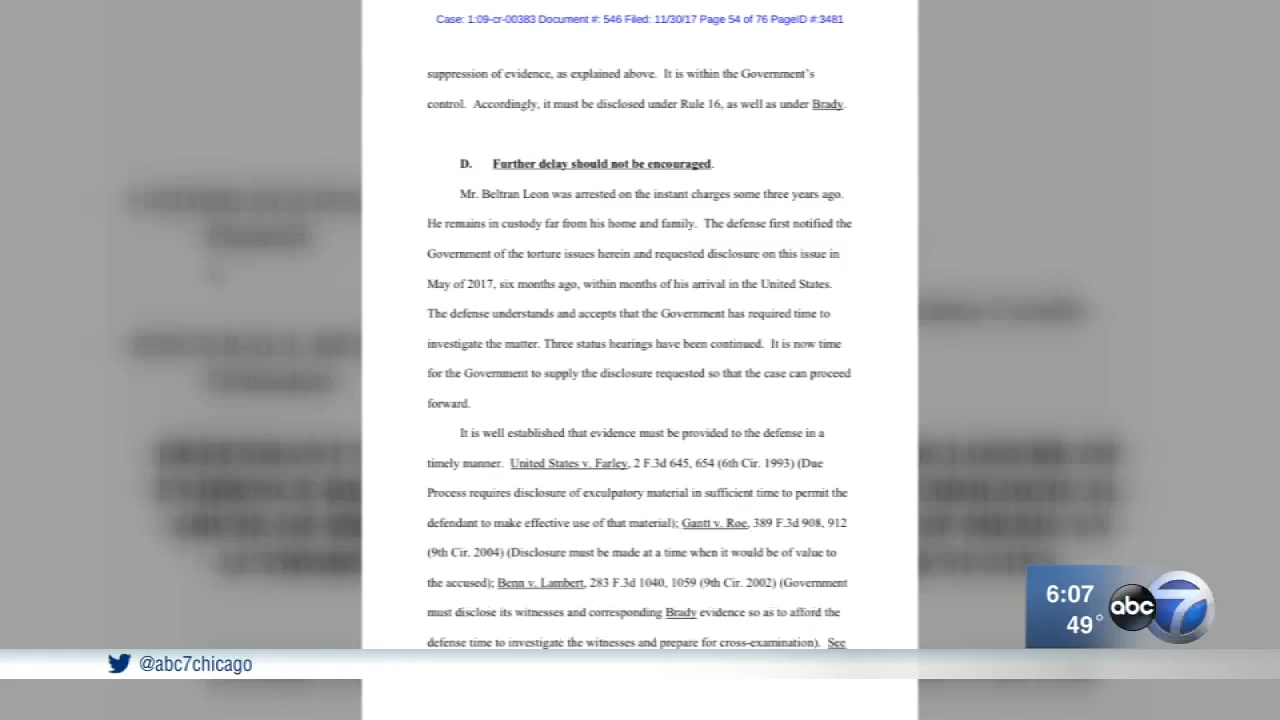 Case: 1:09-cr-00383 Document #: 546 Filed: 11/30/17 Page 54 of 76 PageID #:3481
suppression of evidence, as explained above. It is within the Government's
control. Accordingly, it must be disclosed under Rule 16, as well as under Brady.
D. Further delay should not be encouraged.
Mr. Beltran Leon was arrested on the instant charges some three years ago.
He remains in custody far from his home and family. The defense first notified the
Government of the torture issues herein and requested disclosure on this issue in
May of 2017, six months ago, within months of his arrival in the United States.
The defense understands and accepts that the Government has required time to
investigate the matter. Three status hearings have been continued. It is now time
for the Government to supply the disclosure requested so that the case can proceed
forward.
It is well established that evidence must be provided to the defense in a
timely manner. United States v. Farley, 2 F.3d 645, 654 (6th Cir. 1993) (Due
Process requires disclosure of exculpatory material in sufficient time to permit the
defendant to make effective use of that material); Gantt v. Roe, 389 F.3d 908, 912
(9th Cir. 2004) (Disclosure must be made at a time when it would be of value to
the accused); Benn v. Lambert, 283 F.3d 1040, 1059 (9th Cir. 2002) (Government
must disclose its witnesses and corresponding Brady evidence so as to afford the
defense time to investigate the witnesses and prepare for cross-examination). See
6:07
49°
abc 7
@abc7chicago